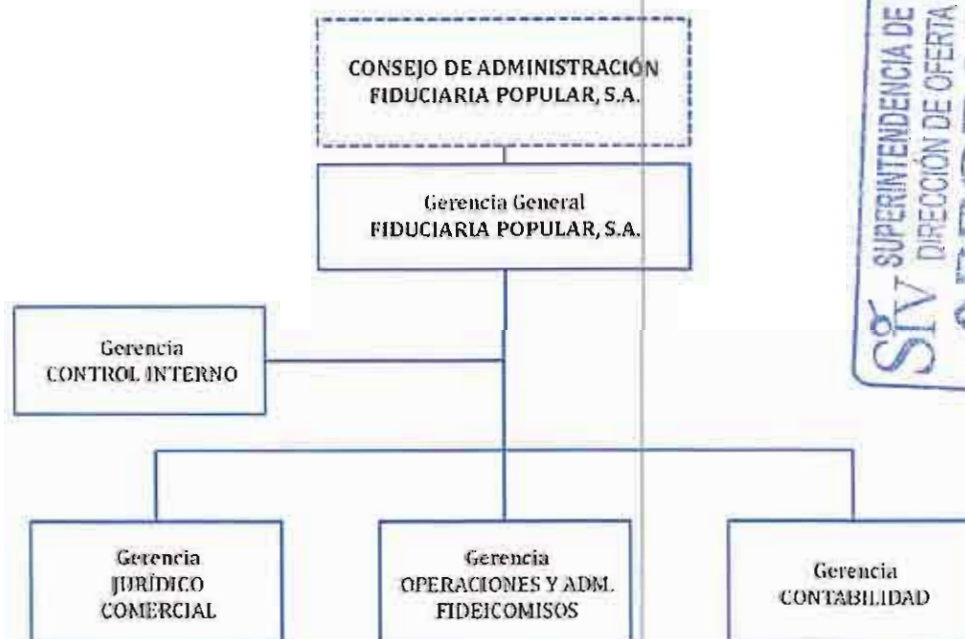 CONSEJO DE ADMINISTRACIÓN
FIDUCIARIA POPULAR, S.A.
Gerencia General
FIDUCIARIA POPULAR, S.A.
Gerencia
CONTROL INTERNO
Gerencia
JURÍDICO
COMERCIAL
Gerencia
OPERACIONES Y ADM.
FIDEICOMISOS
Gerencia
CONTABILIDAD
SIV SUPERINTENDENCIA DE
DIRECCIÓN DE OFERTA